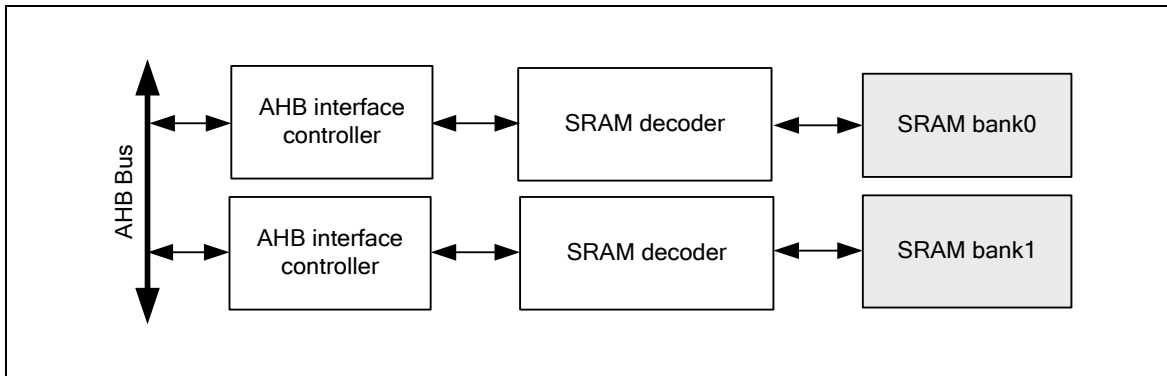 AHB Bus
AHB interface
controller
SRAM decoder
SRAM bank0
AHB interface
controller
SRAM decoder
SRAM bank1